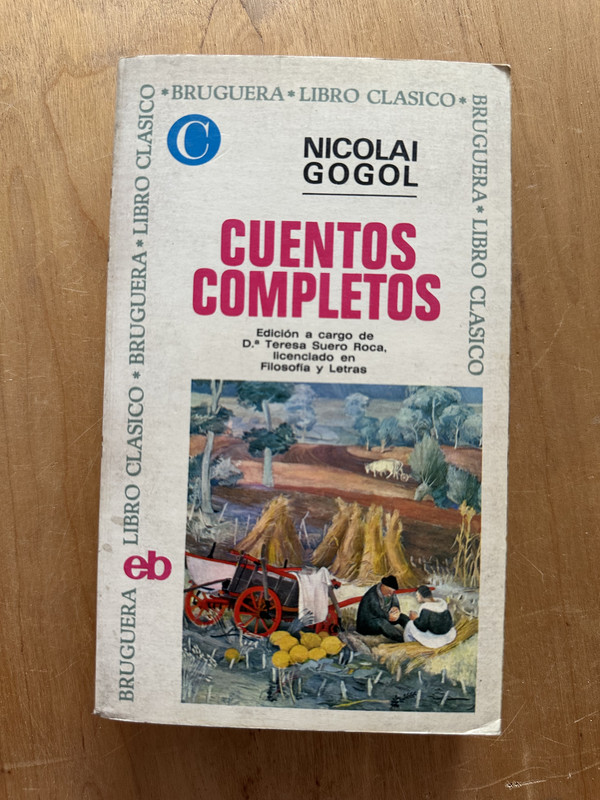 *BRUGUERA* LIBRO CLASICO*
BRUGUERA * LIBRO CLASICO
BRUGUERA LIBRO CLASICO * BRUGUERA * LIBRO CLASICO
C
NICOLAI
GOGOL
CUENTOS
COMPLETOS
Edición a cargo de
D.ª Teresa Suero Roca,
licenciado en
Filosofía y Letras
eb